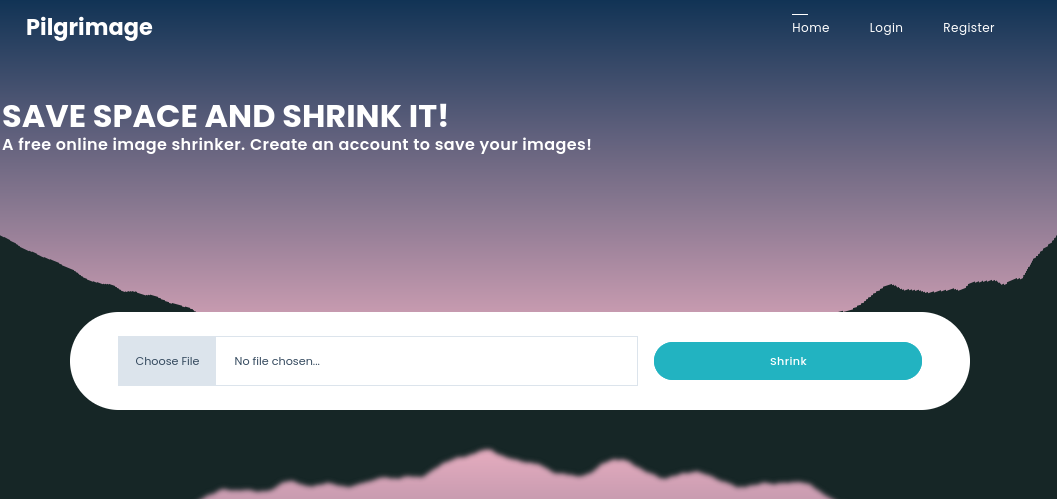 Pilgrimage
Home Login Register
SAVE SPACE AND SHRINK IT!
A free online image shrinker. Create an account to save your images!
Choose File No file chosen... Shrink